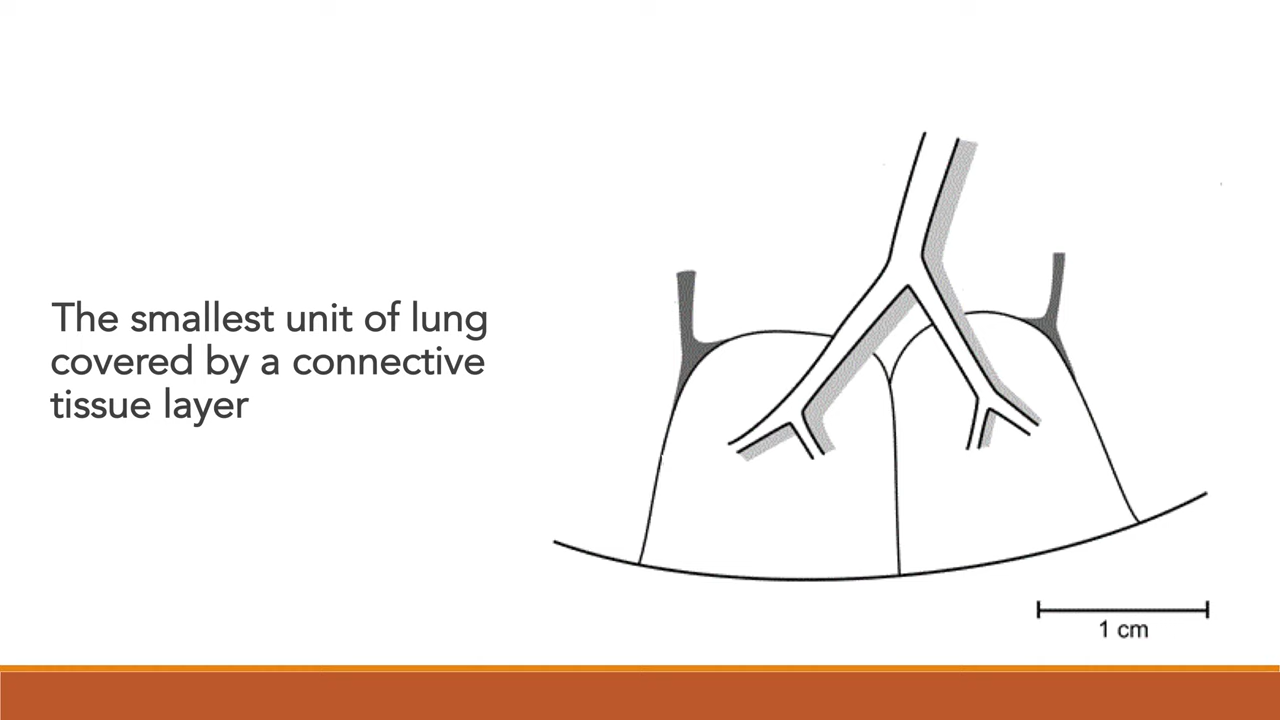 The smallest unit of lung
covered by a connective
tissue layer
1 cm